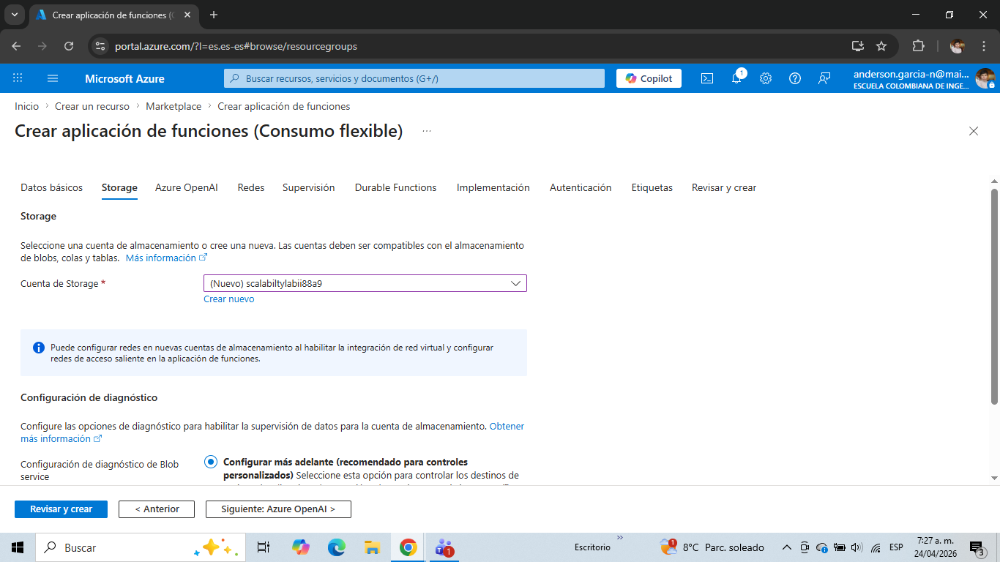 Crear aplicación de funciones (C
portal.azure.com/?l=es.es-es#browse/resourcegroups
Microsoft Azure
Buscar recursos, servicios y documentos (G+/)
Copilot
1
anderson.garcia-n@mai...
ESCUELA COLOMBIANA DE INGE...
Inicio > Crear un recurso > Marketplace > Crear aplicación de funciones
Crear aplicación de funciones (Consumo flexible) ...
Datos básicos Storage Azure OpenAI Redes Supervisión Durable Functions Implementación Autenticación Etiquetas Revisar y crear
Storage
Seleccione una cuenta de almacenamiento o cree una nueva. Las cuentas deben ser compatibles con el almacenamiento
de blobs, colas y tablas. Más información
Cuenta de Storage *
(Nuevo) scalabiltylabii88a9
Crear nuevo
Puede configurar redes en nuevas cuentas de almacenamiento al habilitar la integración de red virtual y configurar
redes de acceso saliente en la aplicación de funciones.
Configuración de diagnóstico
Configure las opciones de diagnóstico para habilitar la supervisión de datos para la cuenta de almacenamiento. Obtener
más información
Configuración de diagnóstico de Blob
service
Configurar más adelante (recomendado para controles
personalizados) Seleccione esta opción para controlar los destinos de
Revisar y crear
< Anterior
Siguiente: Azure OpenAI >
Buscar
1
Escritorio
»
1
8°C Parc. soleado
ESP
7:27 a. m.
24/04/2026
3